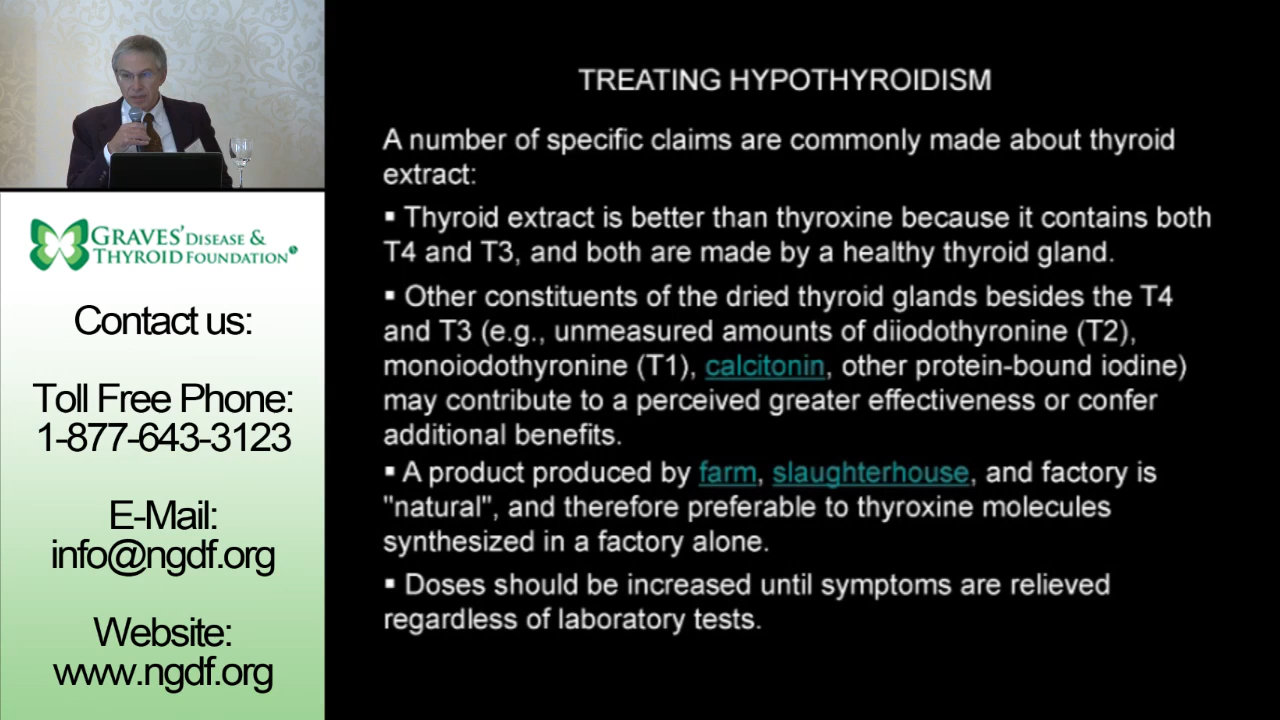 GRAVES' DISEASE &
THYROID FOUNDATION
Contact us:
Toll Free Phone:
1-877-643-3123
E-Mail:
info@ngdf.org
Website:
www.ngdf.org
TREATING HYPOTHYROIDISM
A number of specific claims are commonly made about thyroid
extract:
▪ Thyroid extract is better than thyroxine because it contains both
T4 and T3, and both are made by a healthy thyroid gland.
▪ Other constituents of the dried thyroid glands besides the T4
and T3 (e.g., unmeasured amounts of diiodothyronine (T2),
monoiodothyronine (T1), calcitonin, other protein-bound iodine)
may contribute to a perceived greater effectiveness or confer
additional benefits.
▪ A product produced by farm, slaughterhouse, and factory is
"natural", and therefore preferable to thyroxine molecules
synthesized in a factory alone.
▪ Doses should be increased until symptoms are relieved
regardless of laboratory tests.